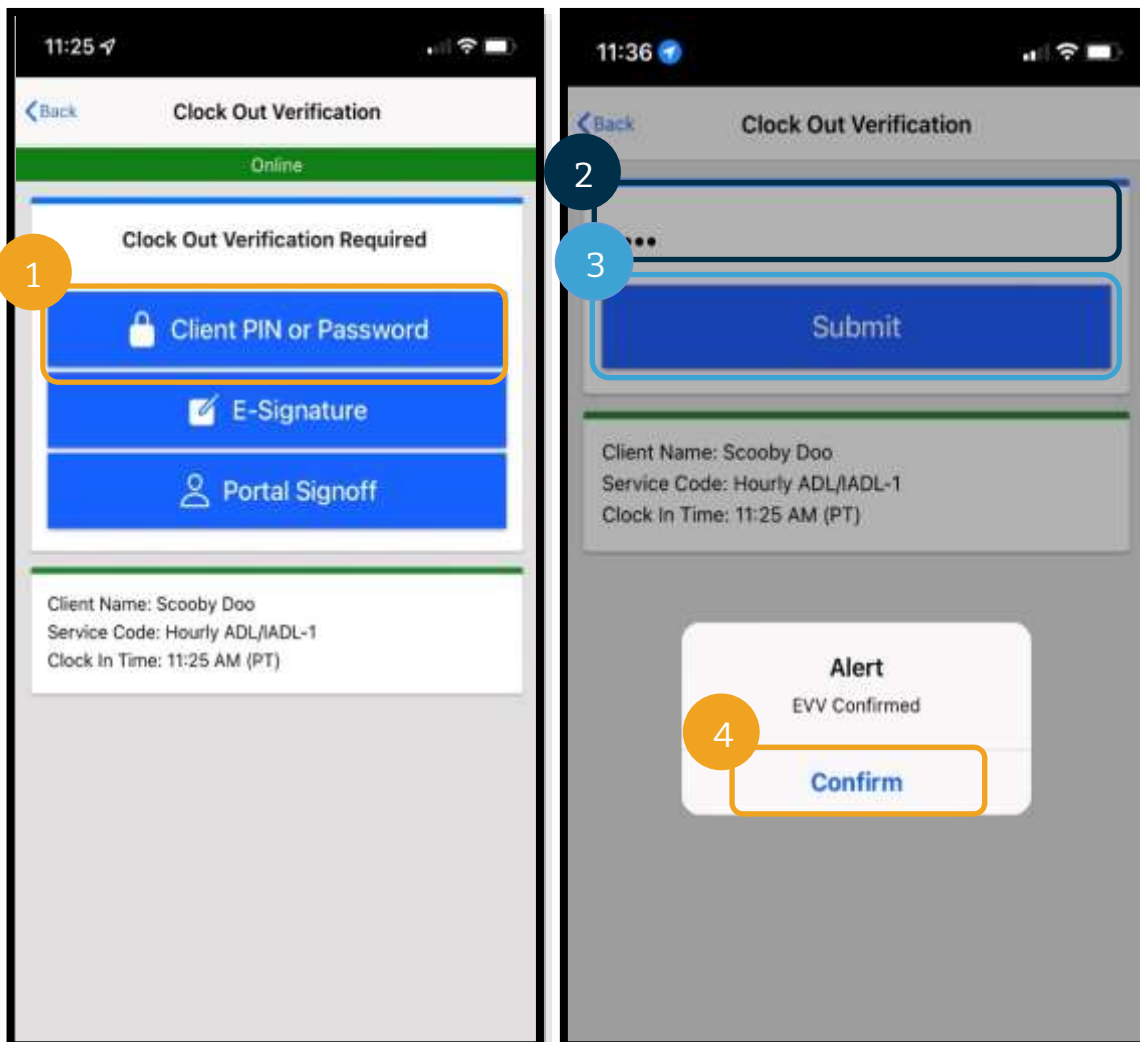 11:25
Back Clock Out Verification
Online
Clock Out Verification Required
1
Client PIN or Password
E-Signature
Portal Signoff
Client Name: Scooby Doo
Service Code: Hourly ADL/IADL-1
Clock In Time: 11:25 AM (PT)
11:36
Back Clock Out Verification
2
•••
3
Submit
Client Name: Scooby Doo
Service Code: Hourly ADL/IADL-1
Clock In Time: 11:25 AM (PT)
Alert
EVV Confirmed
4
Confirm